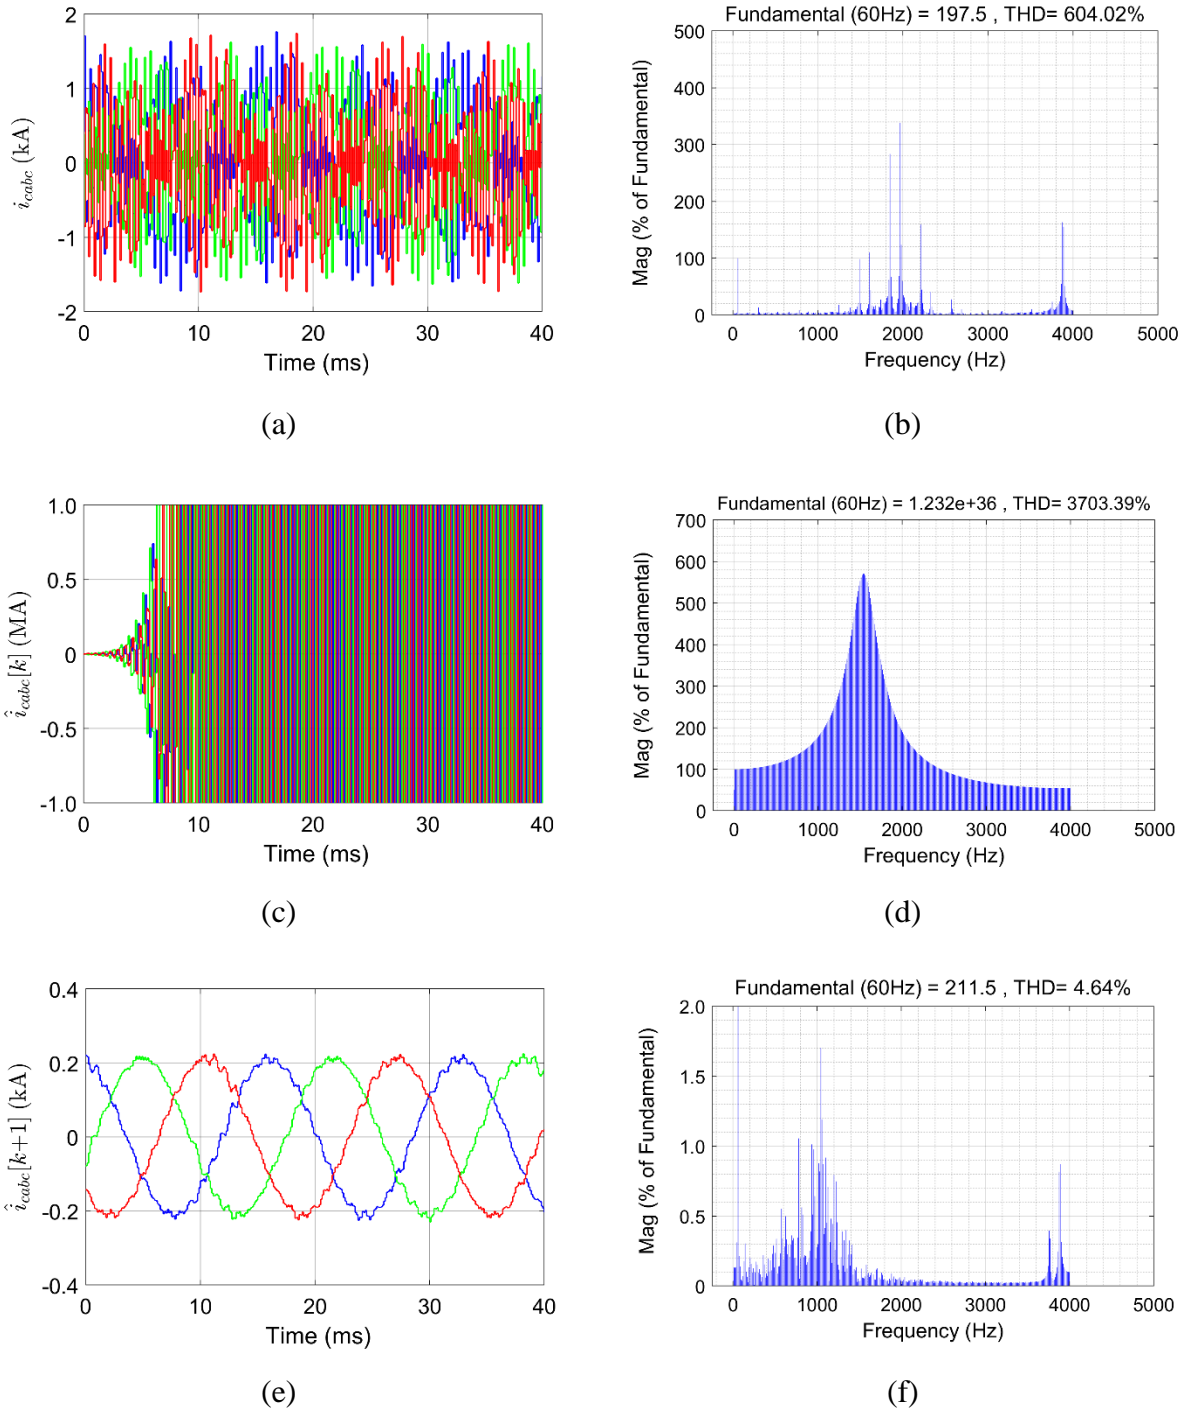 Fundamental (60Hz) = 197.5 , THD= 604.02%
2
1
0
-1
-2
i_cabc (kA)
0 10 20 30 40
Time (ms)
(a)
500
400
300
200
100
0
Mag (% of Fundamental)
0 1000 2000 3000 4000 5000
Frequency (Hz)
(b)
1.0
0.5
0
-0.5
-1.0
î_cabc[k] (MA)
0 10 20 30 40
Time (ms)
(c)
Fundamental (60Hz) = 1.232e+36 , THD= 3703.39%
700
600
500
400
300
200
100
0
Mag (% of Fundamental)
0 1000 2000 3000 4000 5000
Frequency (Hz)
(d)
0.4
0.2
0
-0.2
-0.4
î_cabc[k+1] (kA)
0 10 20 30 40
Time (ms)
(e)
Fundamental (60Hz) = 211.5 , THD= 4.64%
2.0
1.5
1.0
0.5
0
Mag (% of Fundamental)
0 1000 2000 3000 4000 5000
Frequency (Hz)
(f)